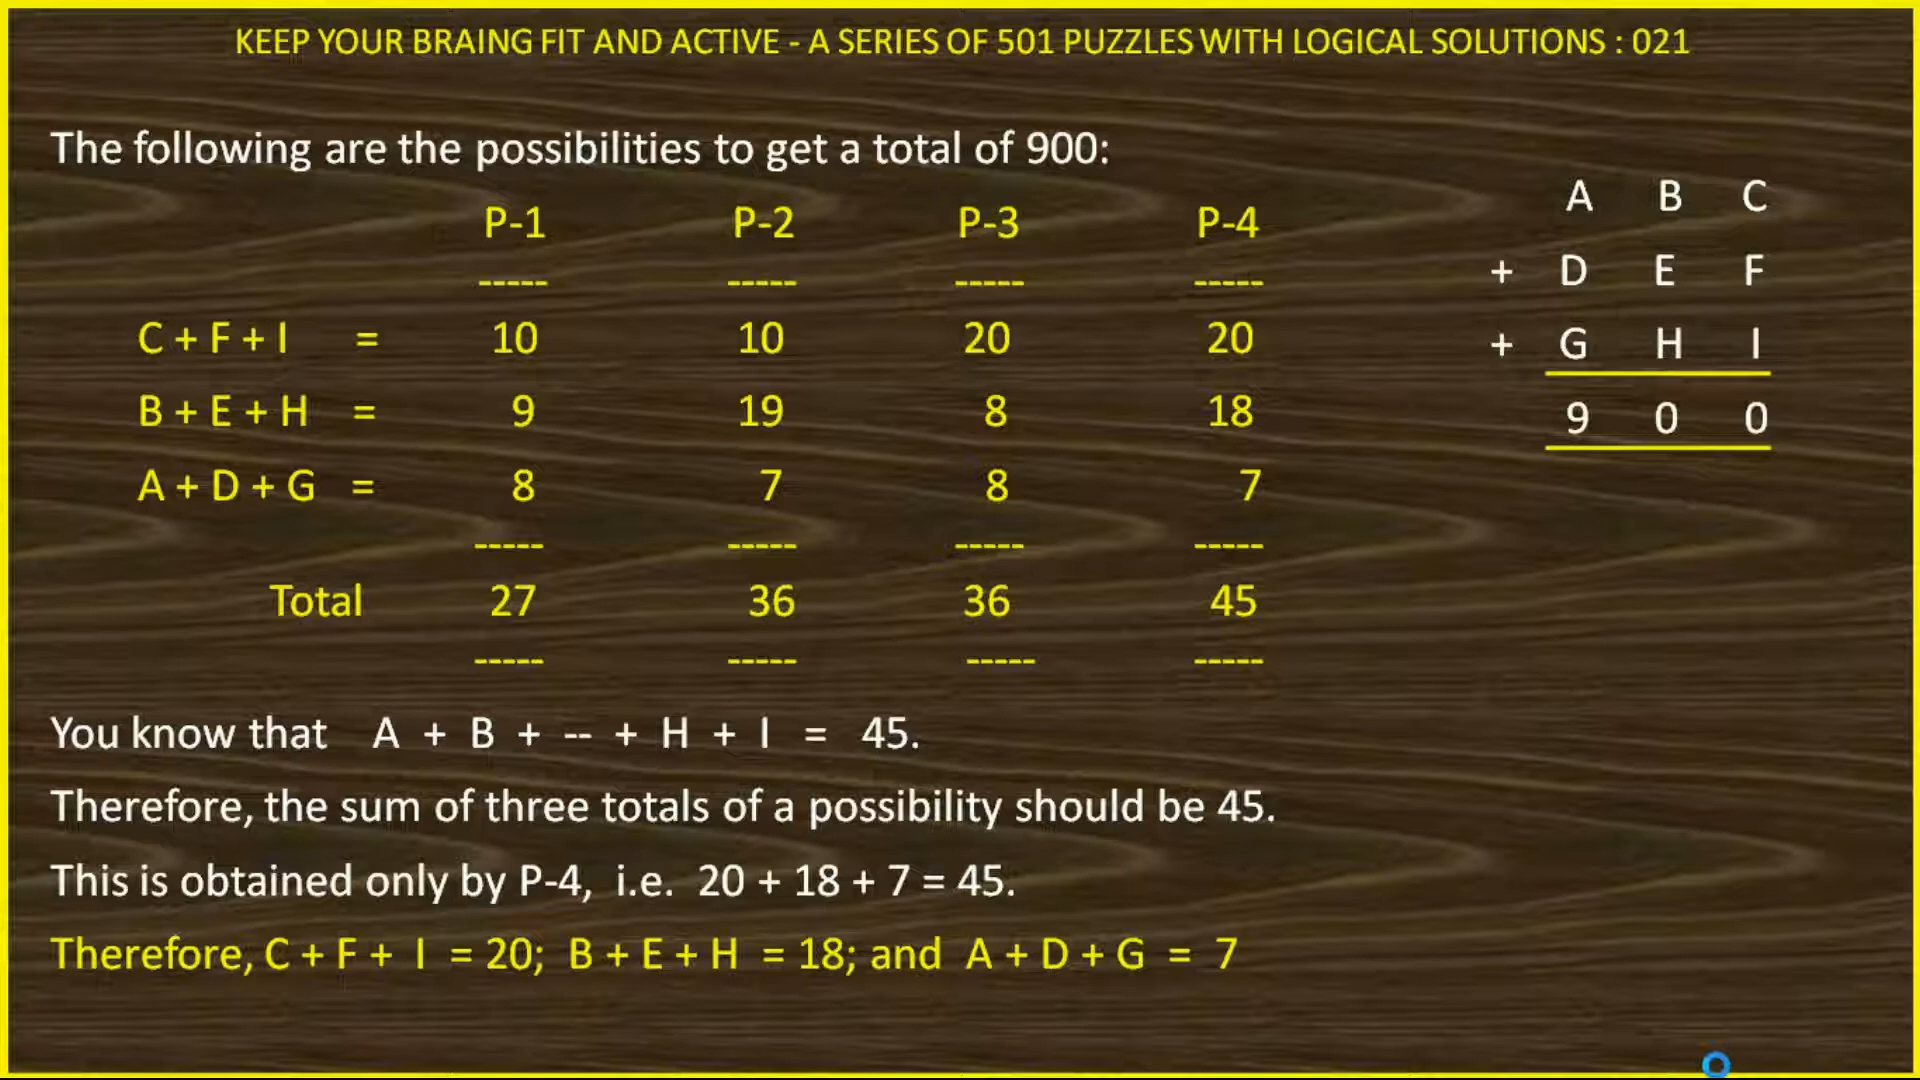 KEEP YOUR BRAING FIT AND ACTIVE - A SERIES OF 501 PUZZLES WITH LOGICAL SOLUTIONS : 021
The following are the possibilities to get a total of 900:
P-1 P-2 P-3 P-4
----- ----- ----- -----
C + F + I = 10 10 20 20
B + E + H = 9 19 8 18
A + D + G = 8 7 8 7
----- ----- ----- -----
Total 27 36 36 45
----- ----- ----- -----
A B C
+ D E F
+ G H I
9 0 0
You know that A + B + -- + H + I = 45.
Therefore, the sum of three totals of a possibility should be 45.
This is obtained only by P-4, i.e. 20 + 18 + 7 = 45.
Therefore, C + F + I = 20; B + E + H = 18; and A + D + G = 7